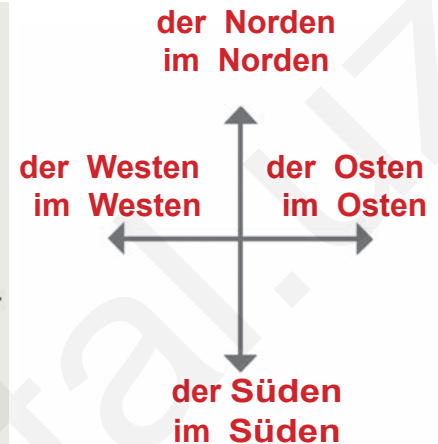 der Norden
im Norden
der Westen
im Westen
der Osten
im Osten
der Süden
im Süden